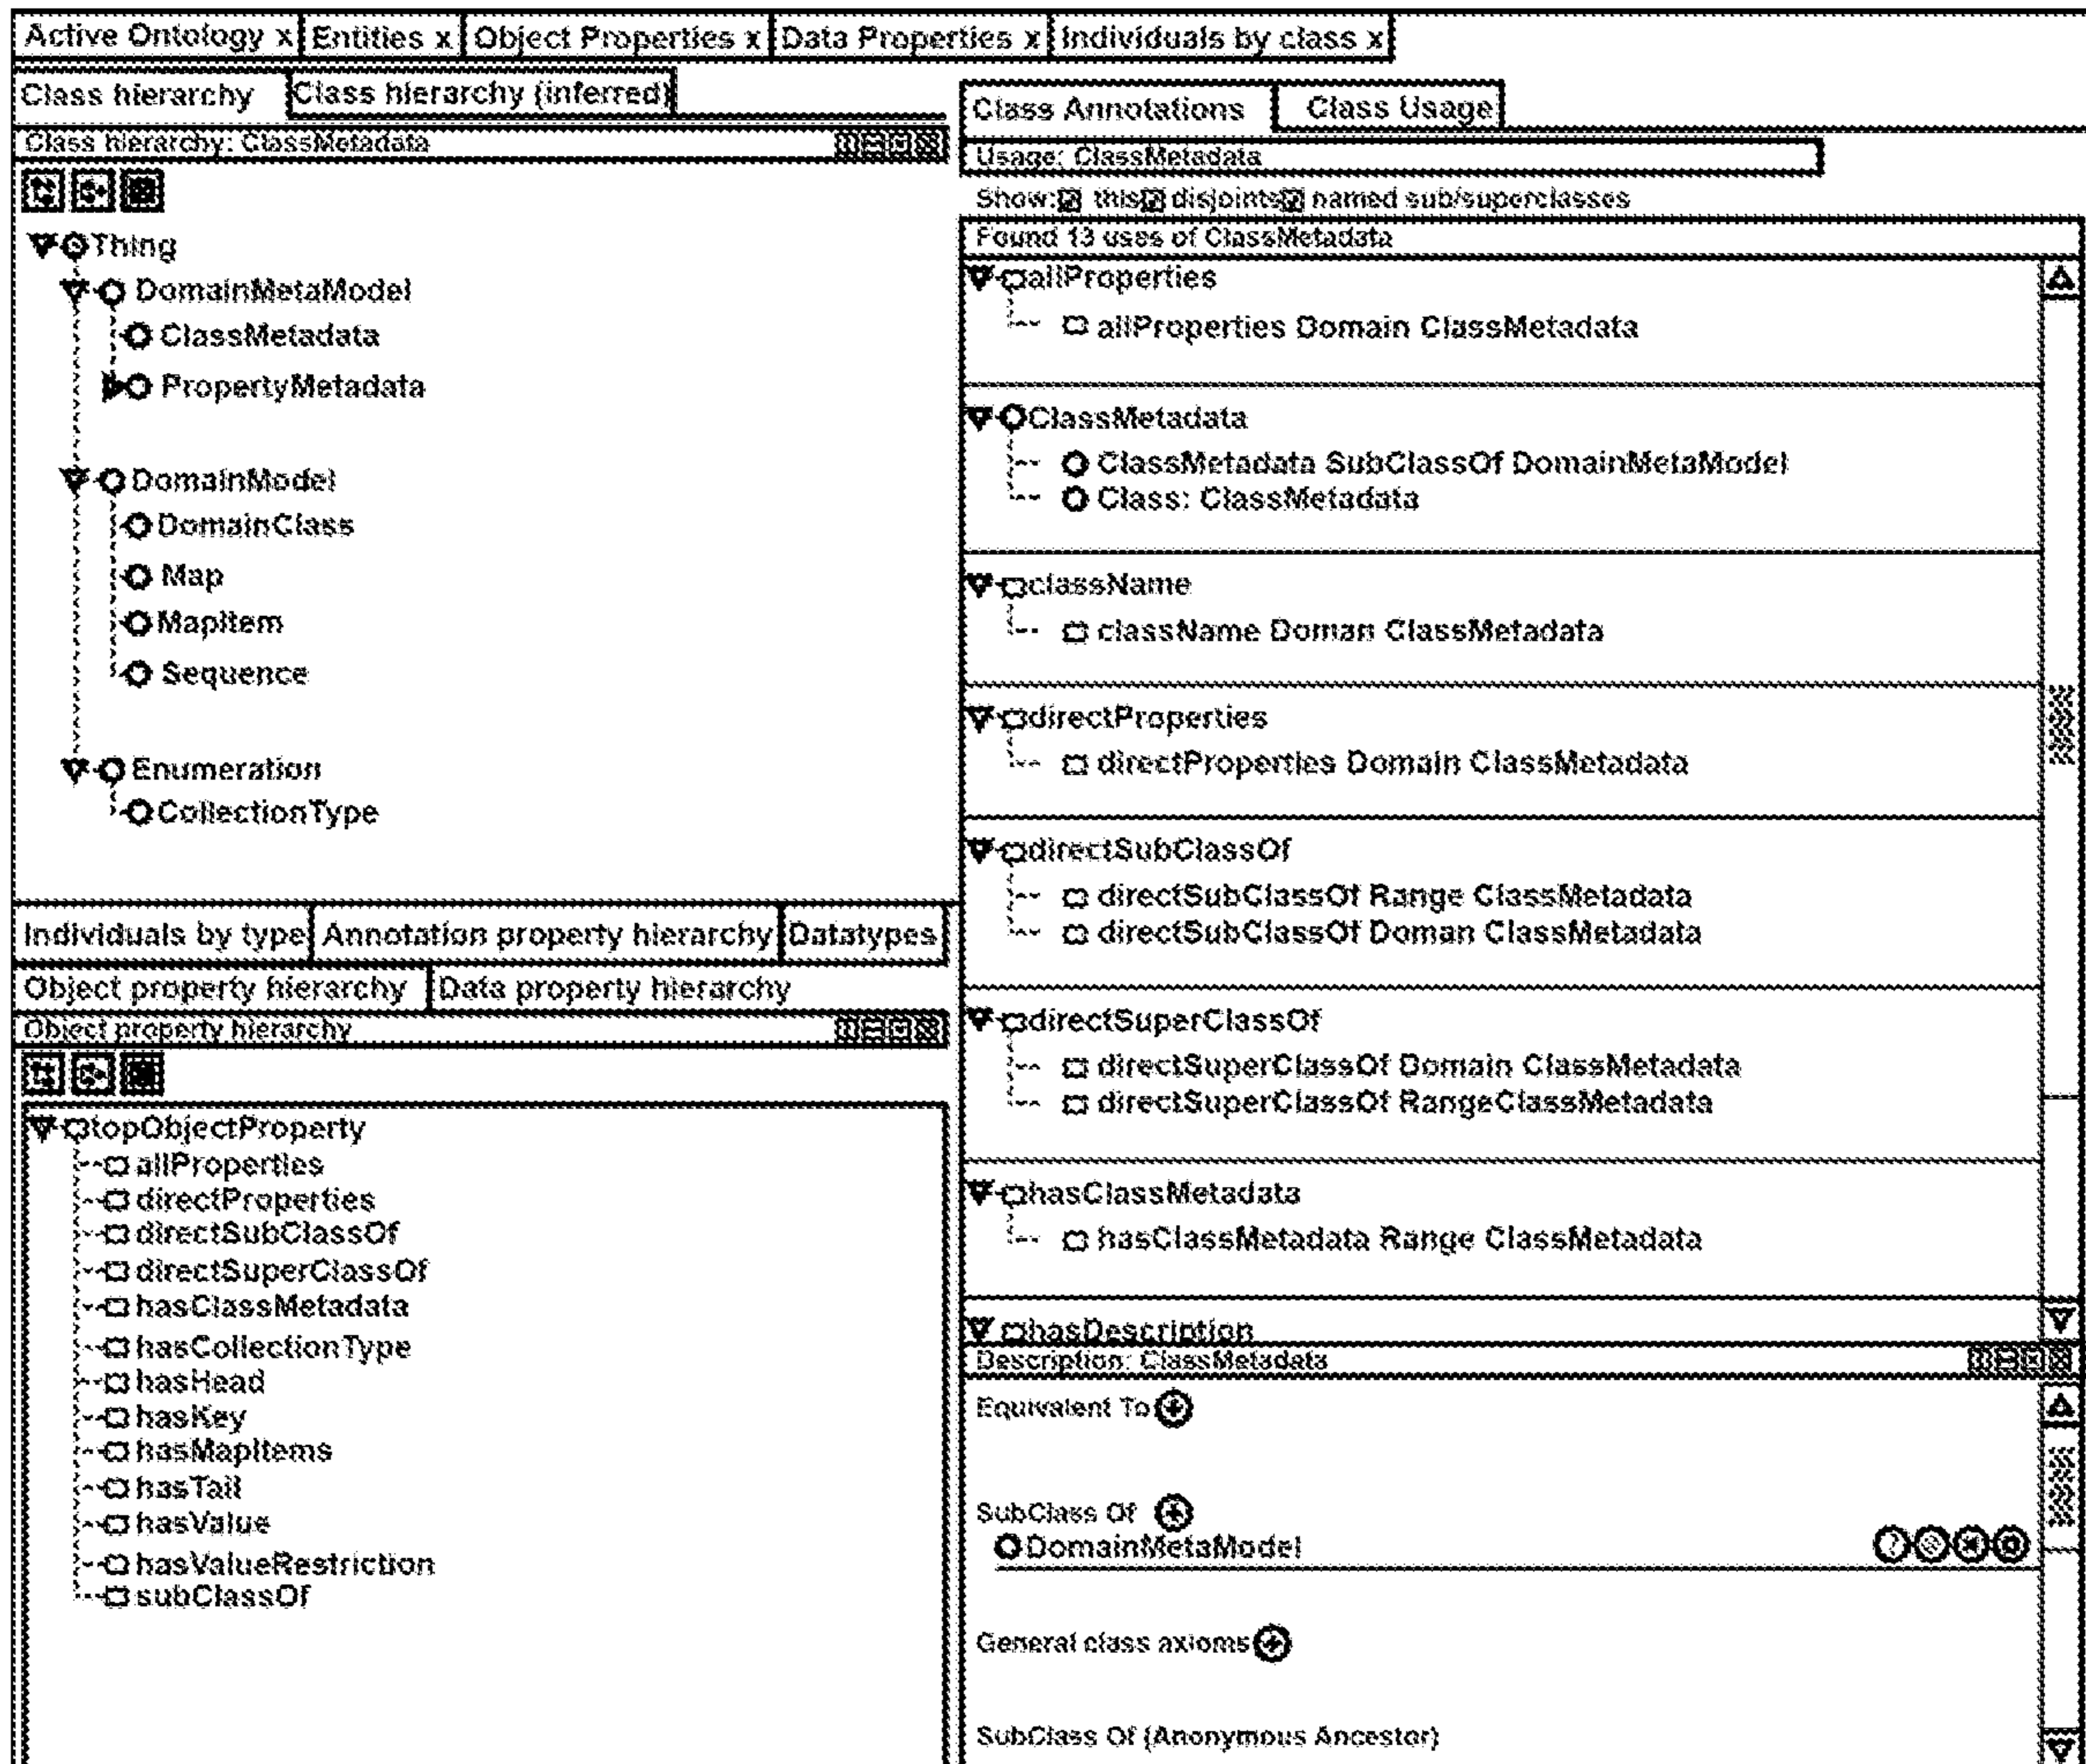 Active Ontology x Entities x Object Properties x Data Properties x Individuals by class x
Class hierarchy Class hierarchy (inferred)
Class hierarchy: ClassMetadata
Thing
DomainMetaModel
ClassMetadata
PropertyMetadata
DomainModel
DomainClass
Map
MapItem
Sequence
Enumeration
CollectionType
Individuals by type Annotation property hierarchy Datatypes
Object property hierarchy Data property hierarchy
Object property hierarchy
topObjectProperty
allProperties
directProperties
directSubClassOf
directSuperClassOf
hasClassMetadata
hasCollectionType
hasHead
hasKey
hasMapItems
hasTail
hasValue
hasValueRestriction
subClassOf
Class Annotations Class Usage
Usage: ClassMetadata
Show: this disjoints named sub/superclasses
Found 13 uses of ClassMetadata
allProperties
allProperties Domain ClassMetadata
ClassMetadata
ClassMetadata SubClassOf DomainMetaModel
Class: ClassMetadata
className
className Doman ClassMetadata
directProperties
directProperties Domain ClassMetadata
directSubClassOf
directSubClassOf Range ClassMetadata
directSubClassOf Doman ClassMetadata
directSuperClassOf
directSuperClassOf Domain ClassMetadata
directSuperClassOf RangeClassMetadata
hasClassMetadata
hasClassMetadata Range ClassMetadata
hasDescription
Description: ClassMetadata
Equivalent To
SubClass Of
DomainMetaModel
General class axioms
SubClass Of (Anonymous Ancestor)